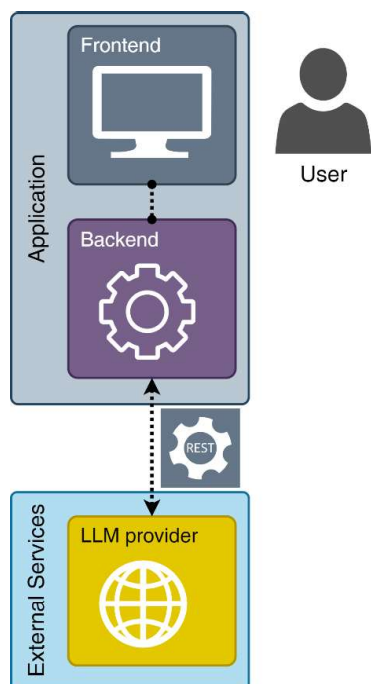 Frontend
User
Application
Backend
REST
LLM provider
External Services